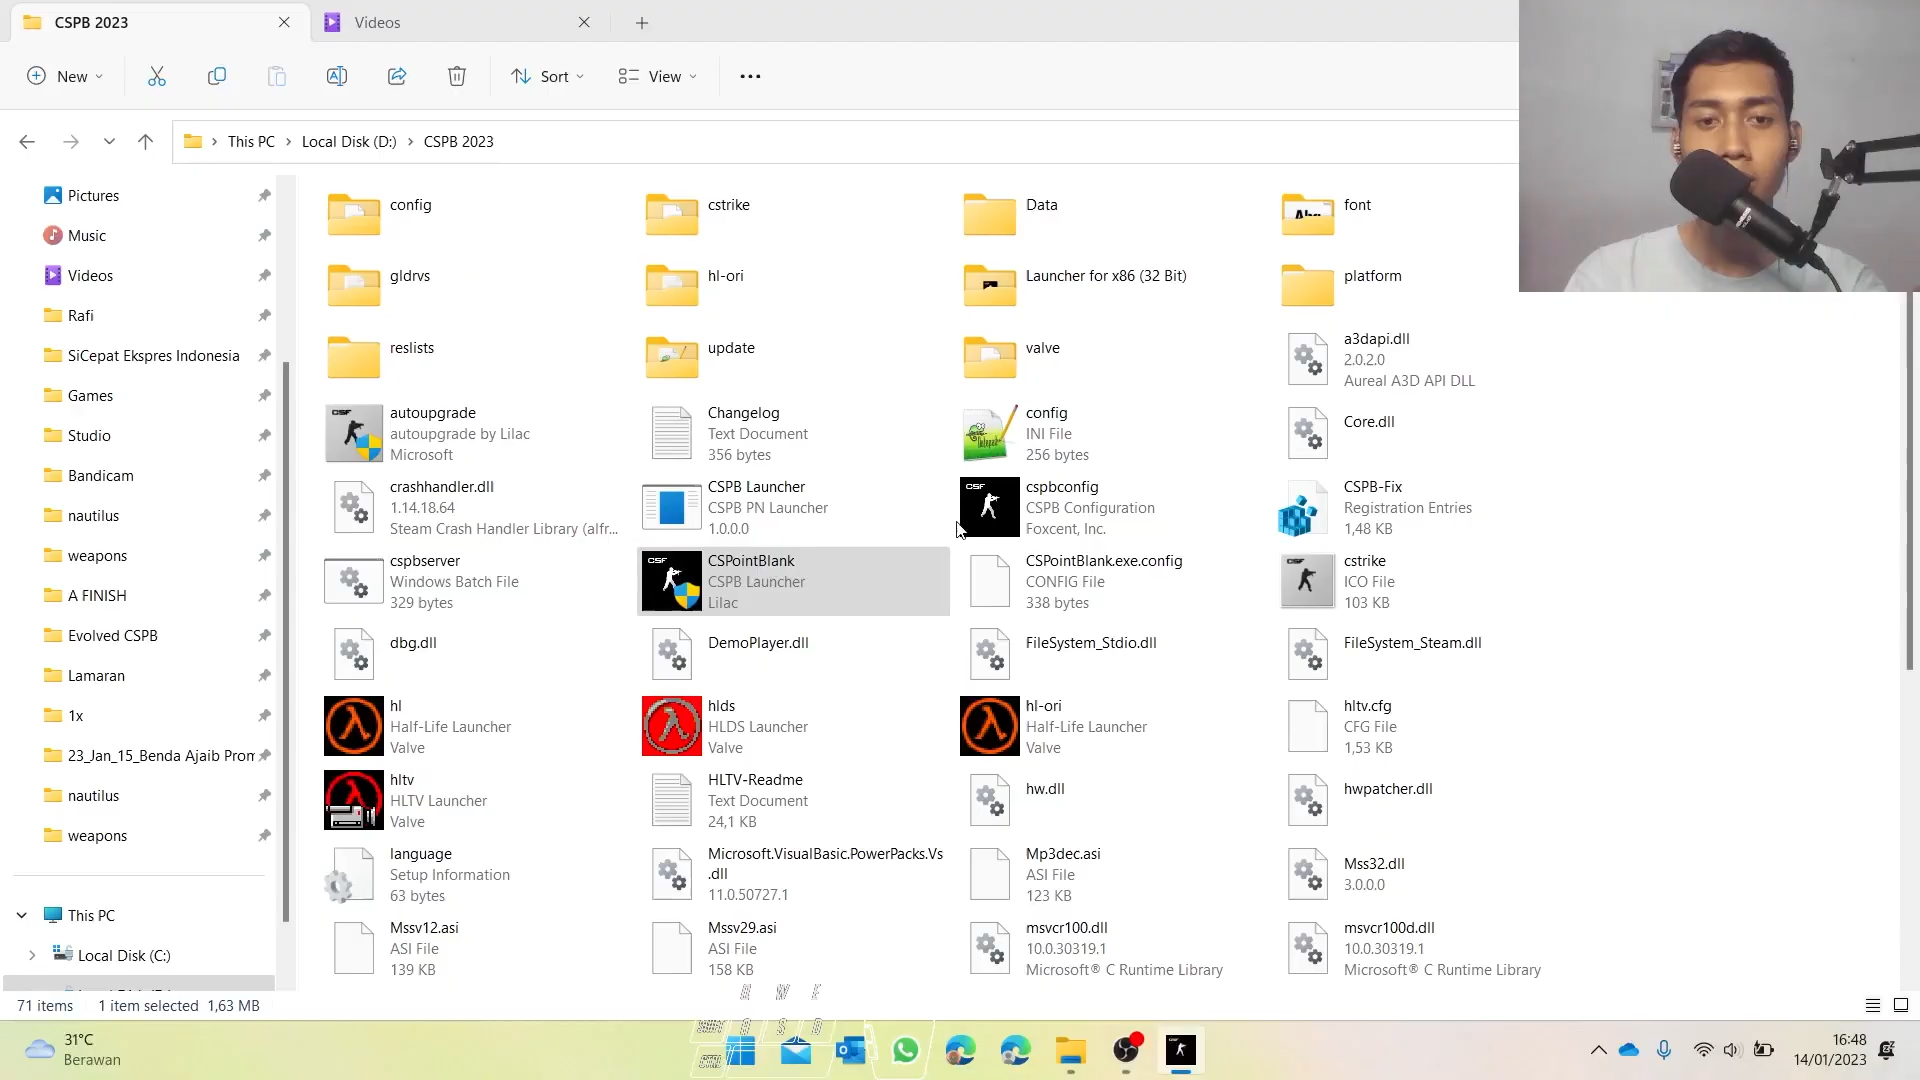 CSPB 2023
Videos
New
Sort
View
This PC
Local Disk (D:)
CSPB 2023
Pictures
Music
Videos
Rafi
SiCepat Ekspres Indonesia
Games
Studio
Bandicam
nautilus
weapons
A FINISH
Evolved CSPB
Lamaran
1x
23_Jan_15_Benda Ajaib Prom
nautilus
weapons
This PC
Local Disk (C:)
config
cstrike
Data
font
gldrvs
hl-ori
Launcher for x86 (32 Bit)
platform
reslists
update
valve
a3dapi.dll
2.0.2.0
Aureal A3D API DLL
autoupgrade
autoupgrade by Lilac
Microsoft
Changelog
Text Document
356 bytes
config
INI File
256 bytes
Core.dll
crashhandler.dll
1.14.18.64
Steam Crash Handler Library (alfr...
CSPB Launcher
CSPB PN Launcher
1.0.0.0
cspbconfig
CSPB Configuration
Foxcent, Inc.
CSPB-Fix
Registration Entries
1,48 KB
cspbserver
Windows Batch File
329 bytes
CSPointBlank
CSPB Launcher
Lilac
CSPointBlank.exe.config
CONFIG File
338 bytes
cstrike
ICO File
103 KB
dbg.dll
DemoPlayer.dll
FileSystem_Stdio.dll
FileSystem_Steam.dll
hl
Half-Life Launcher
Valve
hlds
HLDS Launcher
Valve
hl-ori
Half-Life Launcher
Valve
hltv.cfg
CFG File
1,53 KB
hltv
HLTV Launcher
Valve
HLTV-Readme
Text Document
24,1 KB
hw.dll
hwpatcher.dll
language
Setup Information
63 bytes
Microsoft.VisualBasic.PowerPacks.Vs
.dll
11.0.50727.1
Mp3dec.asi
ASI File
123 KB
Mss32.dll
3.0.0.0
Mssv12.asi
ASI File
139 KB
Mssv29.asi
ASI File
158 KB
msvcr100.dll
10.0.30319.1
Microsoft® C Runtime Library
msvcr100d.dll
10.0.30319.1
Microsoft® C Runtime Library
71 items
1 item selected 1,63 MB
31°C
Berawan
16:48
14/01/2023